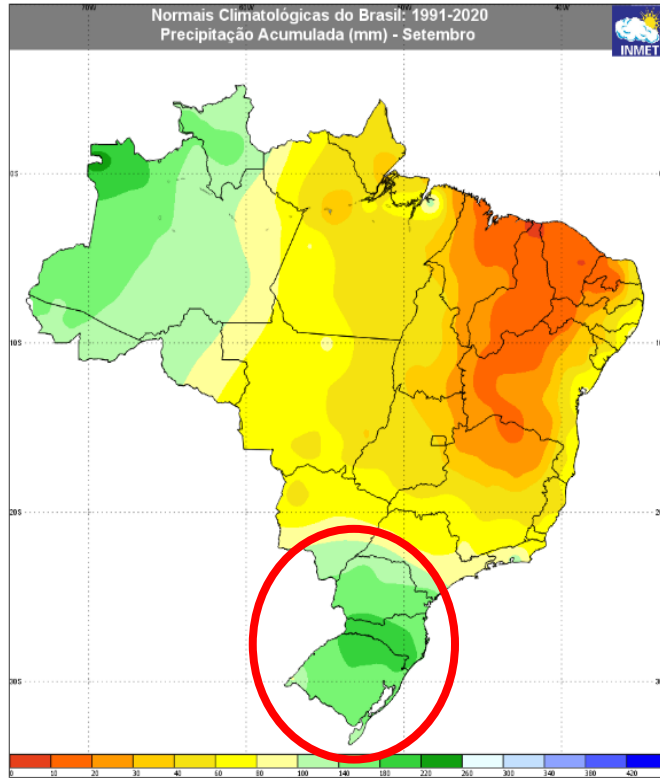 Normais Climatológicas do Brasil: 1991-2020
Precipitação Acumulada (mm) - Setembro
INMET
70W 60W 50W 40W
0S
10S
20S
30S
0 10 20 30 40 60 80 100 140 180 220 260 300 340 380 420